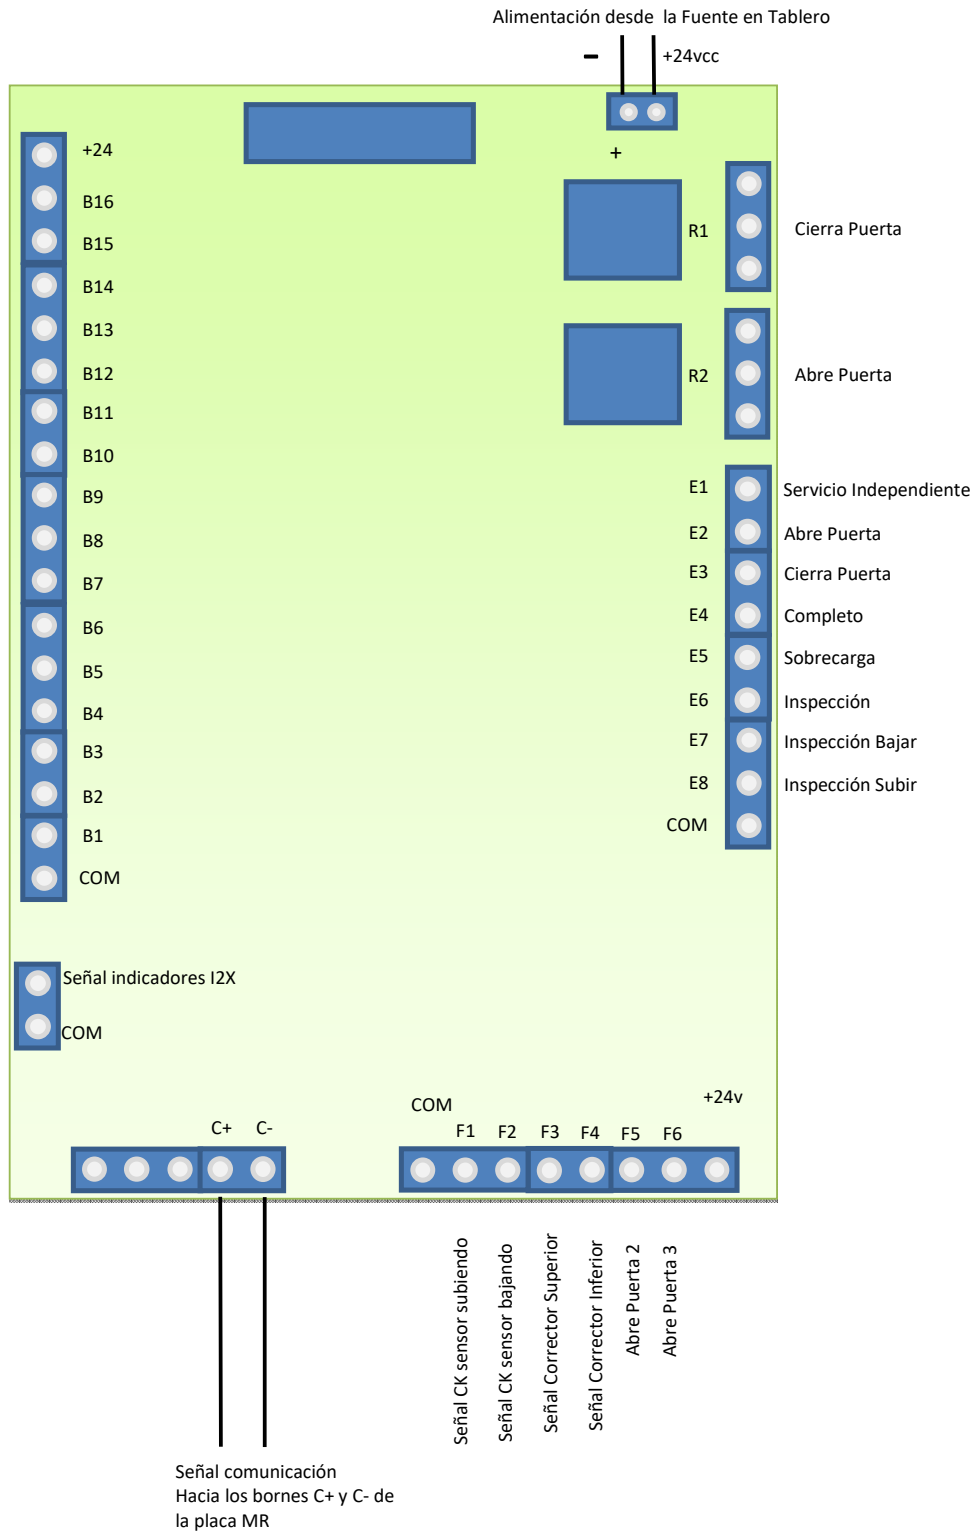 Alimentación desde la Fuente en Tablero
- +24vcc
+
+24
B16
B15
B14
B13
B12
B11
B10
B9
B8
B7
B6
B5
B4
B3
B2
B1
COM
R1 Cierra Puerta
R2 Abre Puerta
E1 Servicio Independiente
E2 Abre Puerta
E3 Cierra Puerta
E4 Completo
E5 Sobrecarga
E6 Inspección
E7 Inspección Bajar
E8 Inspección Subir
COM
Señal indicadores I2X
COM
C+ C-
COM
F1 F2 F3 F4 F5 F6
+24v
Señal CK sensor subiendo
Señal CK sensor bajando
Señal Corrector Superior
Señal Corrector Inferior
Abre Puerta 2
Abre Puerta 3
Señal comunicación
Hacia los bornes C+ y C- de
la placa MR